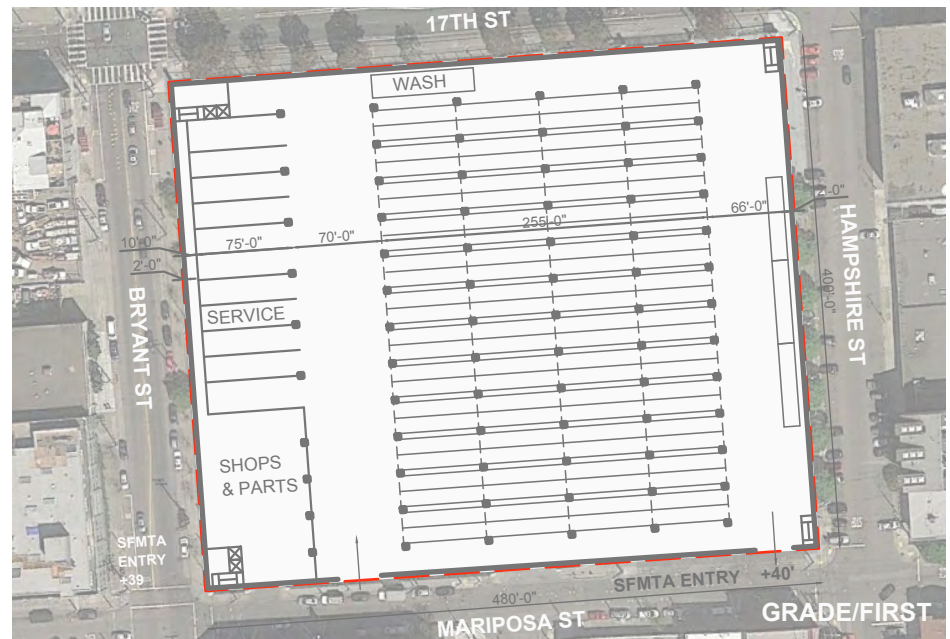 17TH ST
WASH
2'-0"
66'-0"
255'-0"
70'-0"
75'-0"
10'-0"
2'-0"
HAMPSHIRE ST
400'-0"
BRYANT ST
SERVICE
SHOPS
& PARTS
SFMTA
ENTRY
+39
SFMTA ENTRY
+40'
480'-0"
MARIPOSA ST
GRADE/FIRST